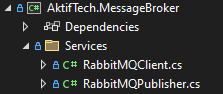 C# AktifTech.MessageBroker
Dependencies
Services
C# RabbitMQClient.cs
C# RabbitMQPublisher.cs